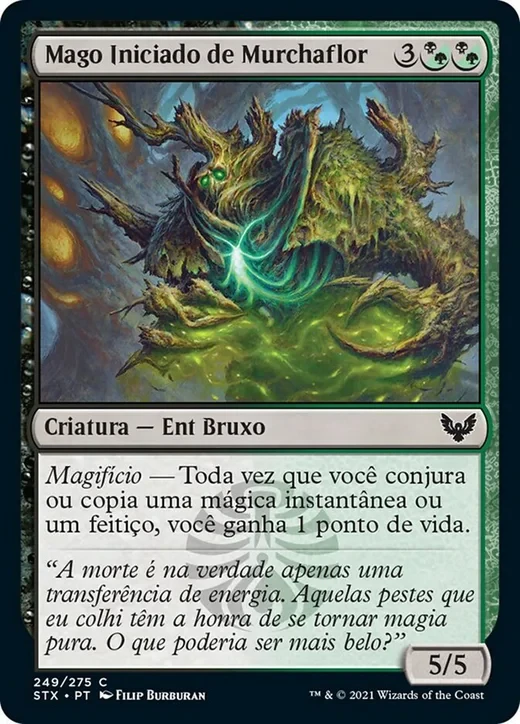 Mago Iniciado de Murchaflor 3
Criatura — Ent Bruxo
Magifício — Toda vez que você conjura
ou copia uma mágica instantânea ou
um feitiço, você ganha 1 ponto de vida.
“A morte é na verdade apenas uma
transferência de energia. Aquelas pestes que
eu colhi têm a honra de se tornar magia
pura. O que poderia ser mais belo?”
5/5
249/275 C
STX • PT Filip Burburan
™ & © 2021 Wizards of the Coast